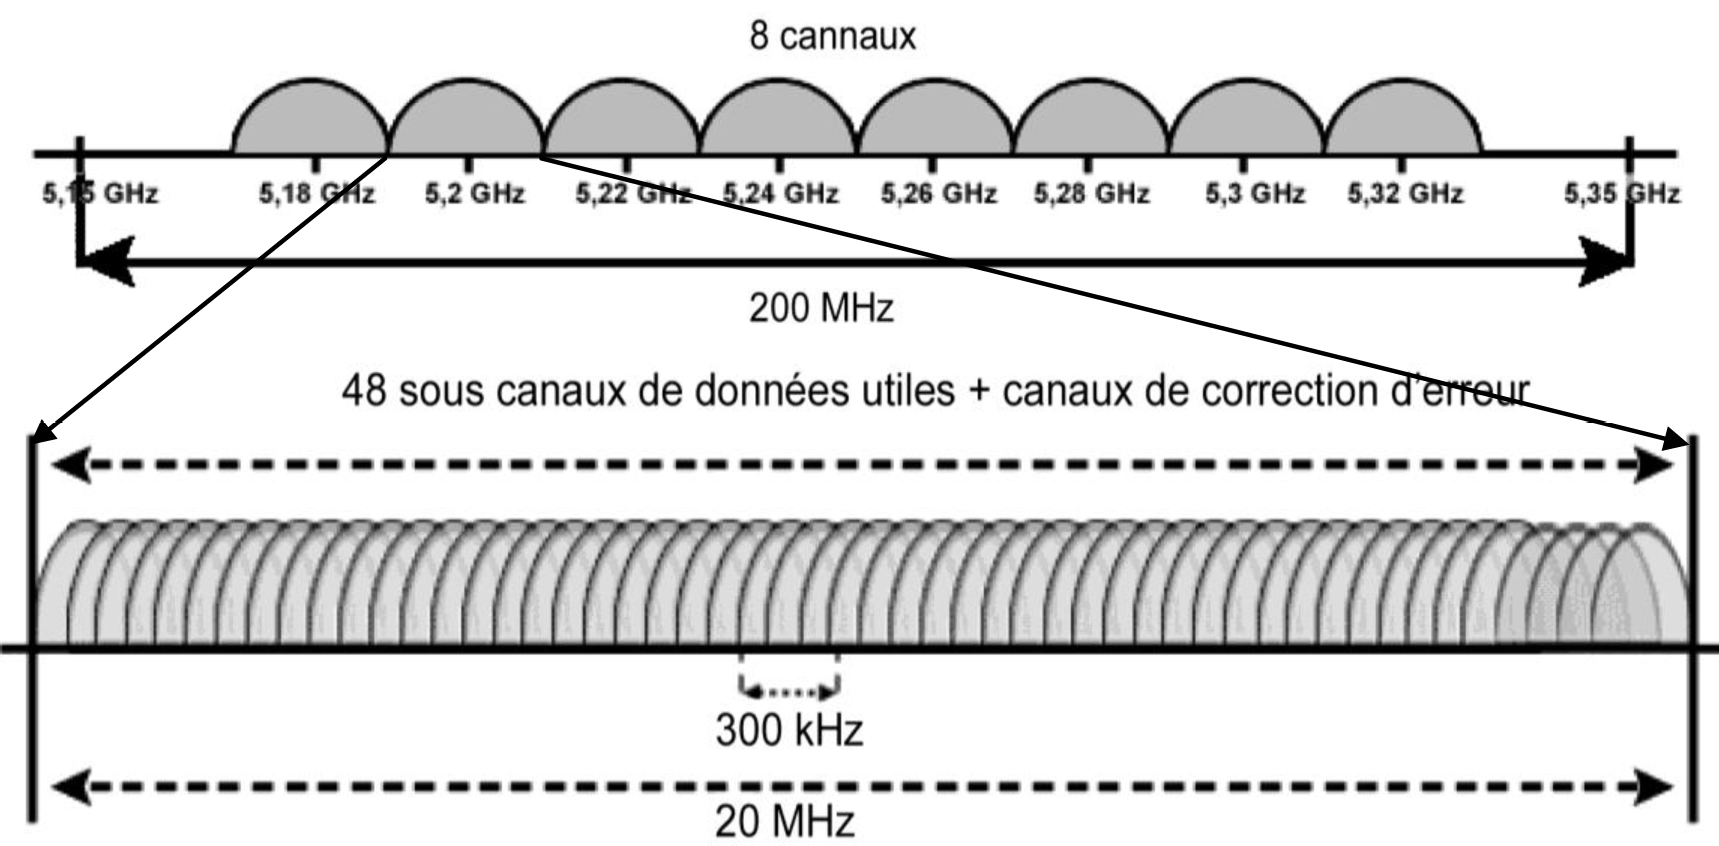 8 cannaux
5,15 GHz 5,18 GHz 5,2 GHz 5,22 GHz 5,24 GHz 5,26 GHz 5,28 GHz 5,3 GHz 5,32 GHz 5,35 GHz
200 MHz
48 sous canaux de données utiles + canaux de correction d'erreur
300 kHz
20 MHz